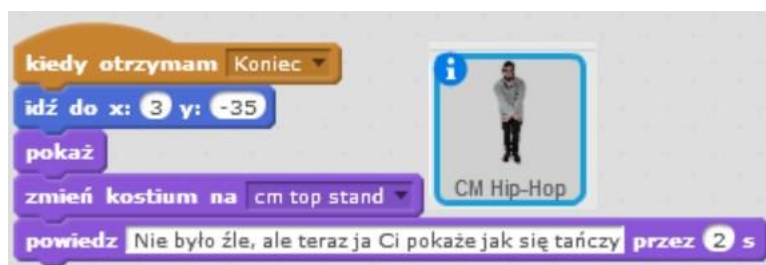 kiedy otrzymam Koniec
idź do x: 3 y: -35
pokaż
zmień kostium na cm top stand
powiedz Nie było źle, ale teraz ja Ci pokaże jak się tańczy przez 2 s
i
CM Hip-Hop